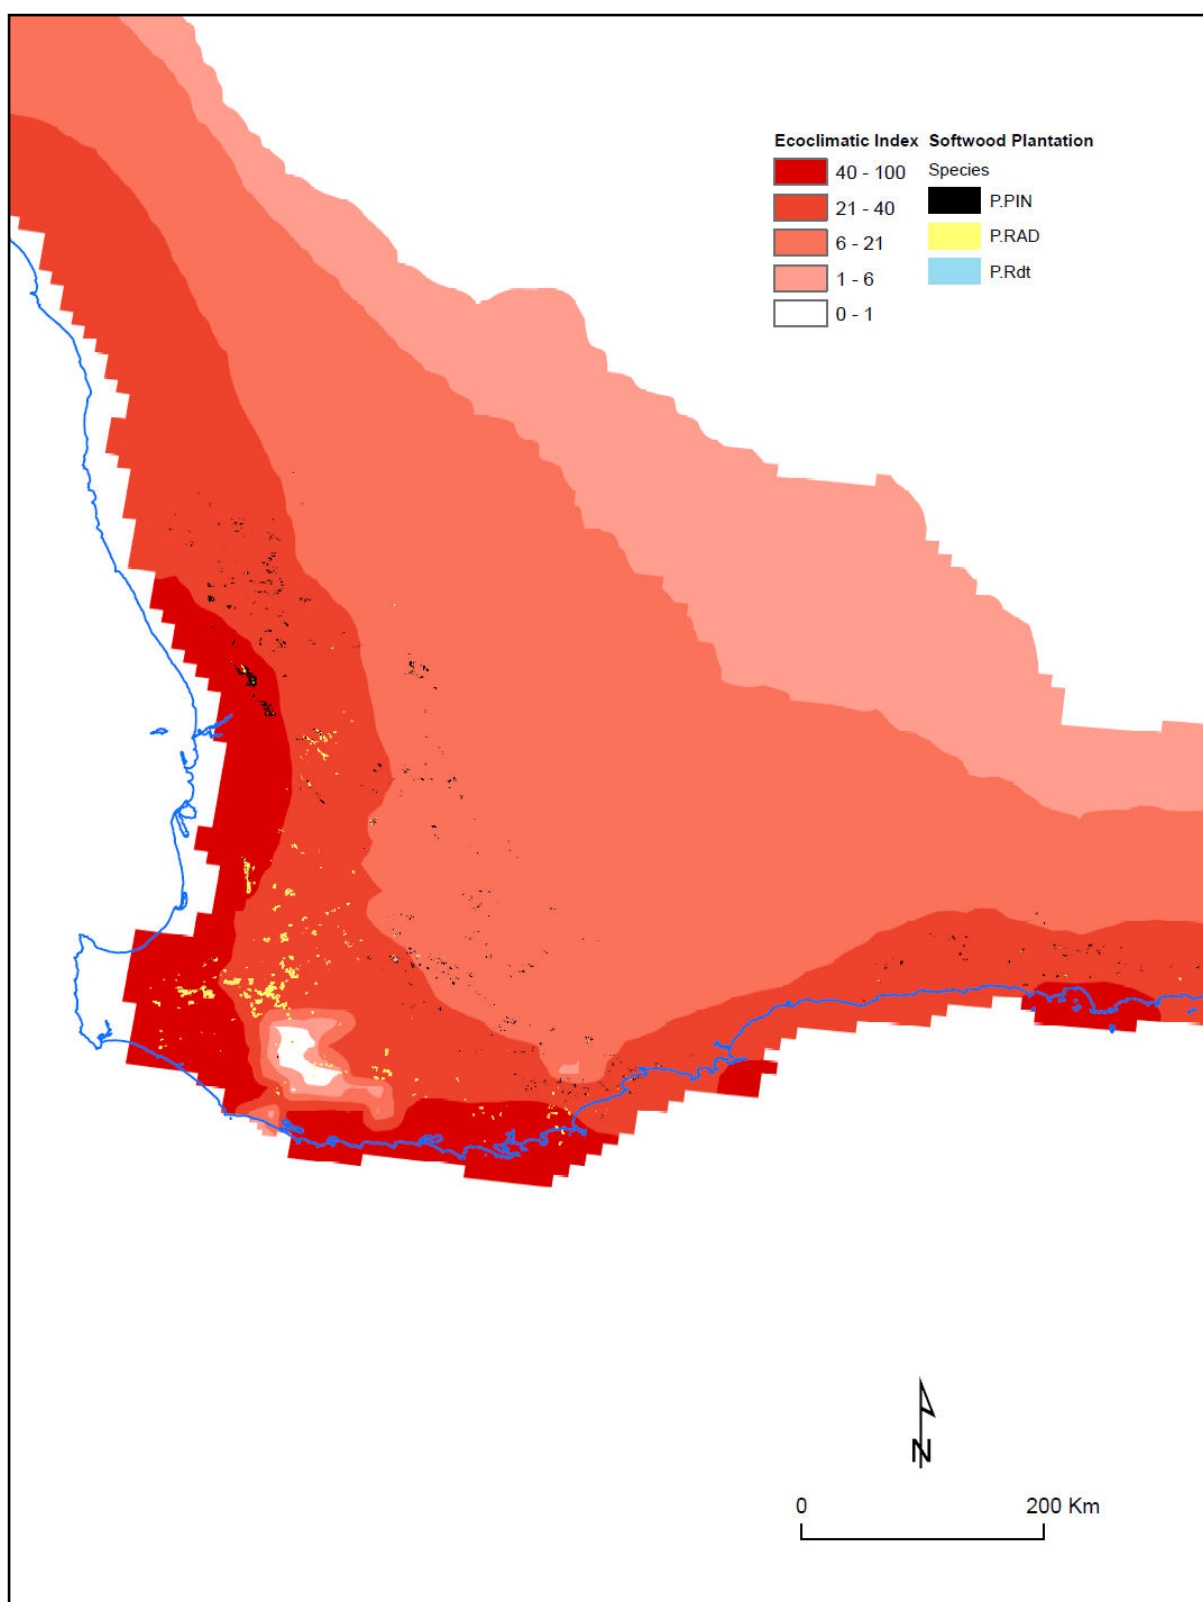 Ecoclimatic Index Softwood Plantation
40 - 100 Species
21 - 40 P.PIN
6 - 21 P.RAD
1 - 6 P.Rdt
0 - 1
N
0 200 Km